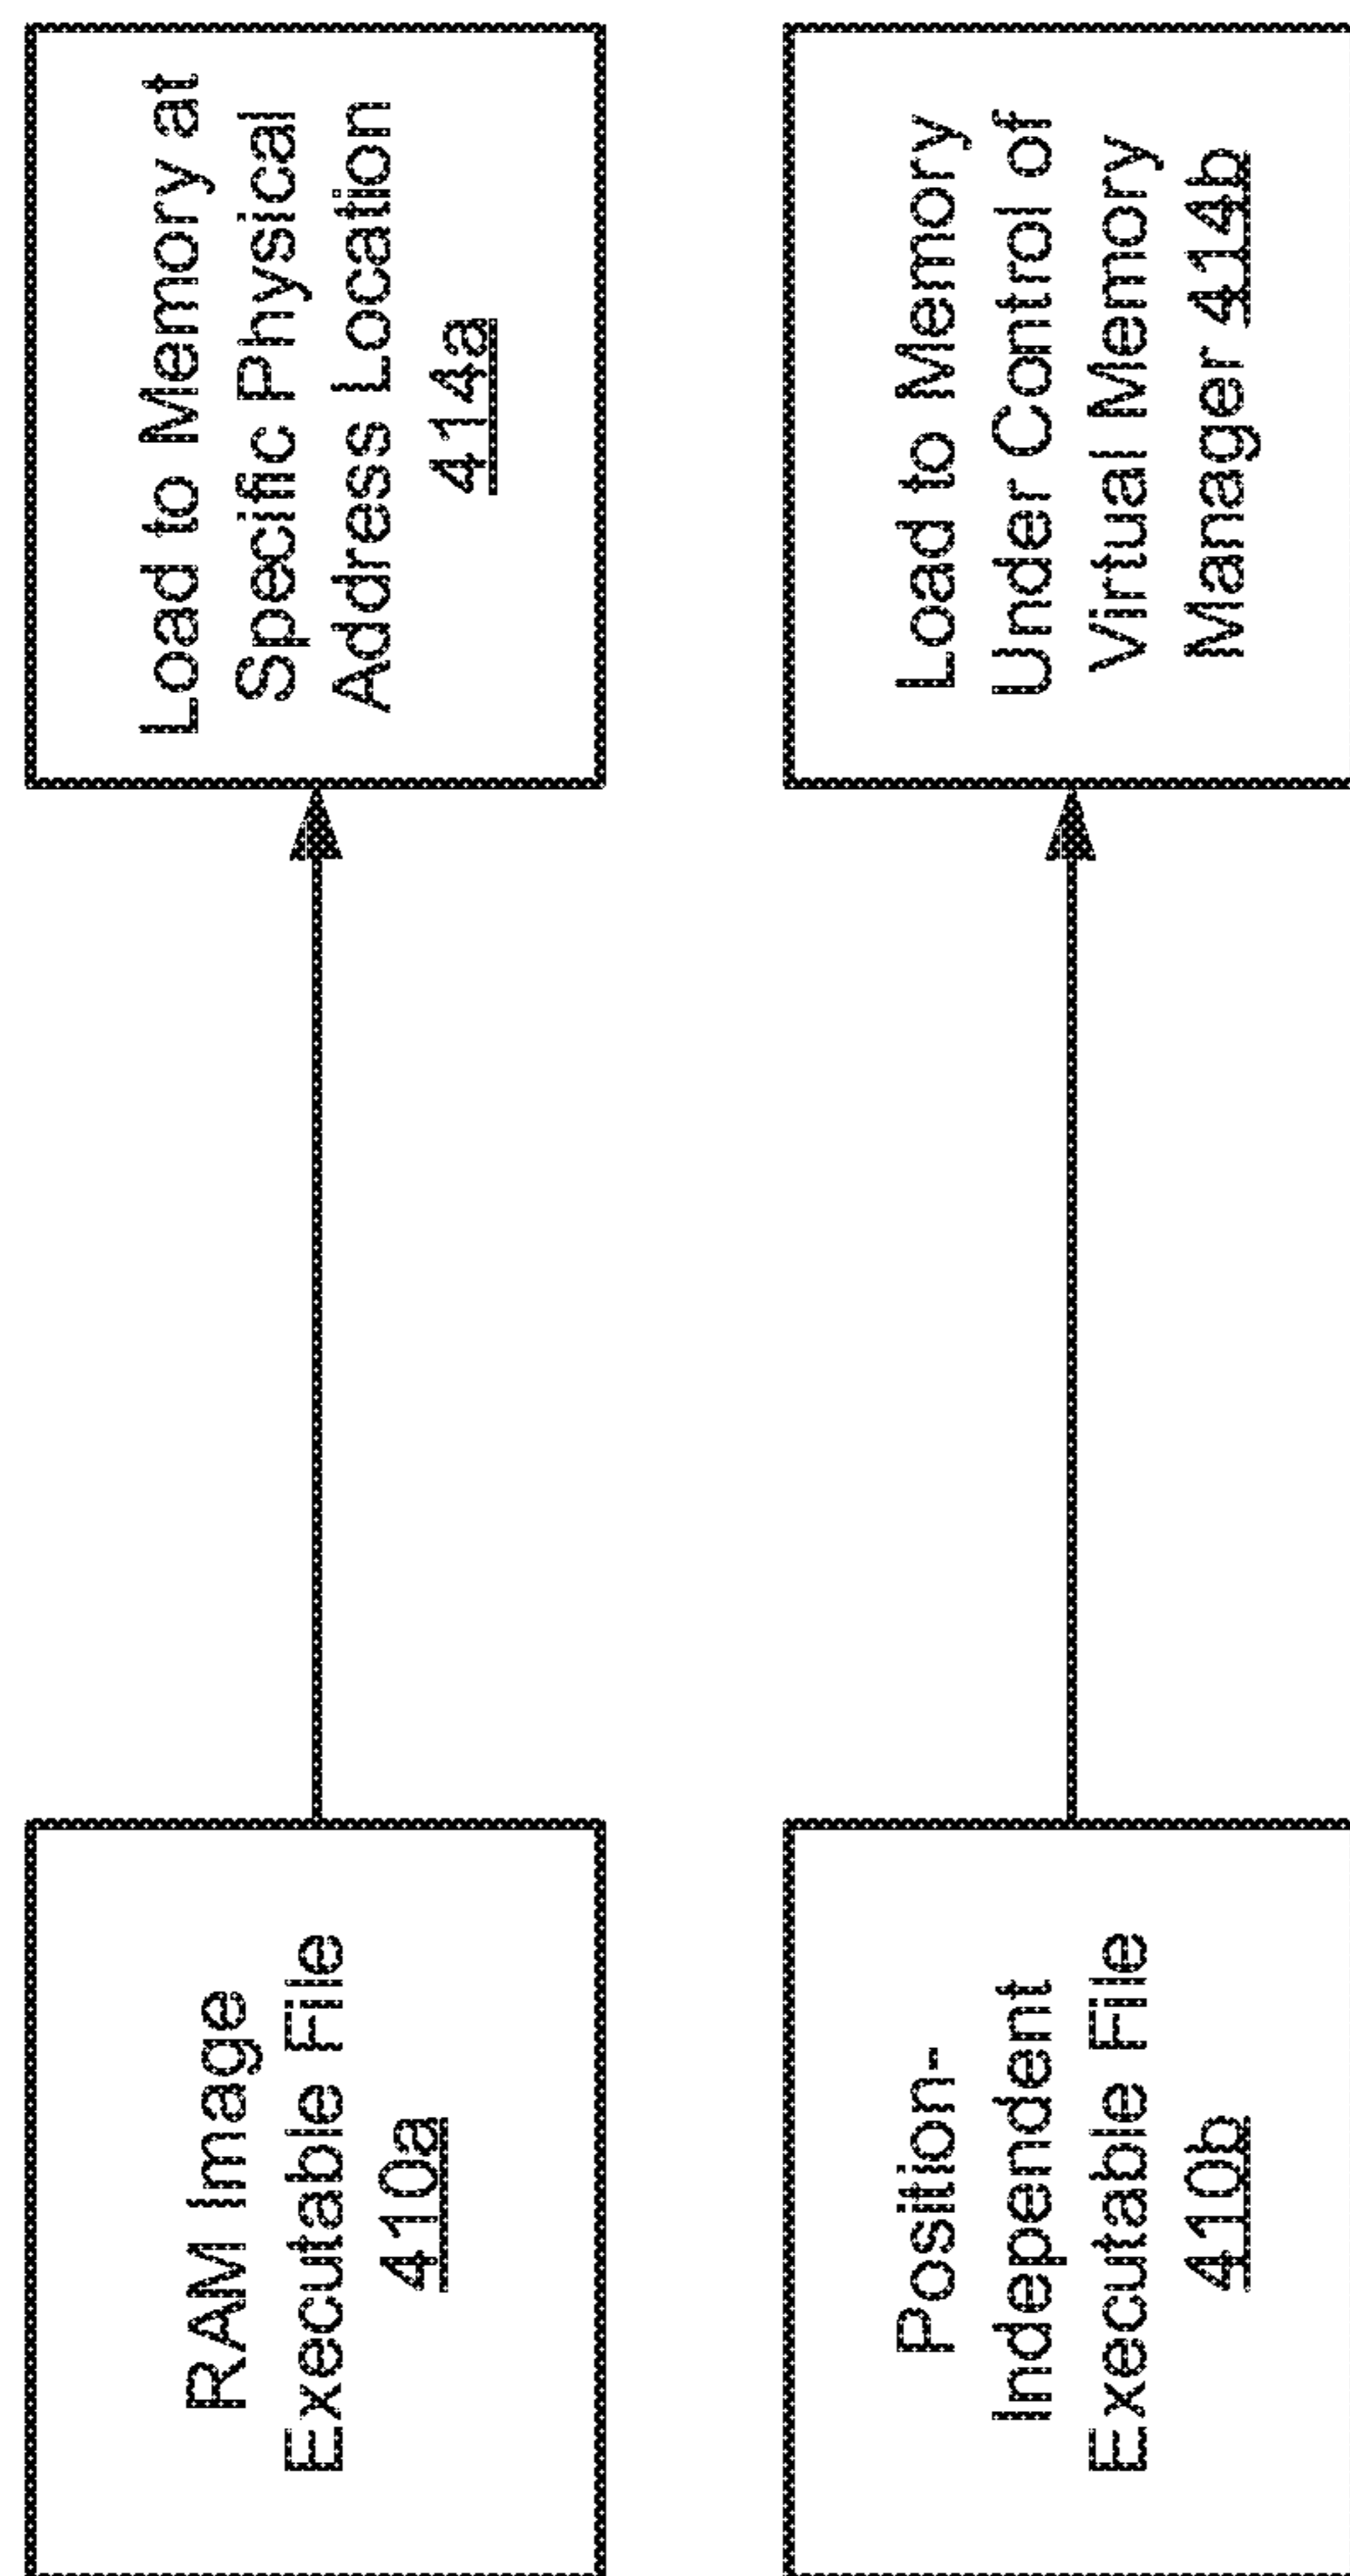 RAM Image
Executable File
410a
Load to Memory at
Specific Physical
Address Location
414a
Position-
Independent
Executable File
410b
Load to Memory
Under Control of
Virtual Memory
Manager 414b